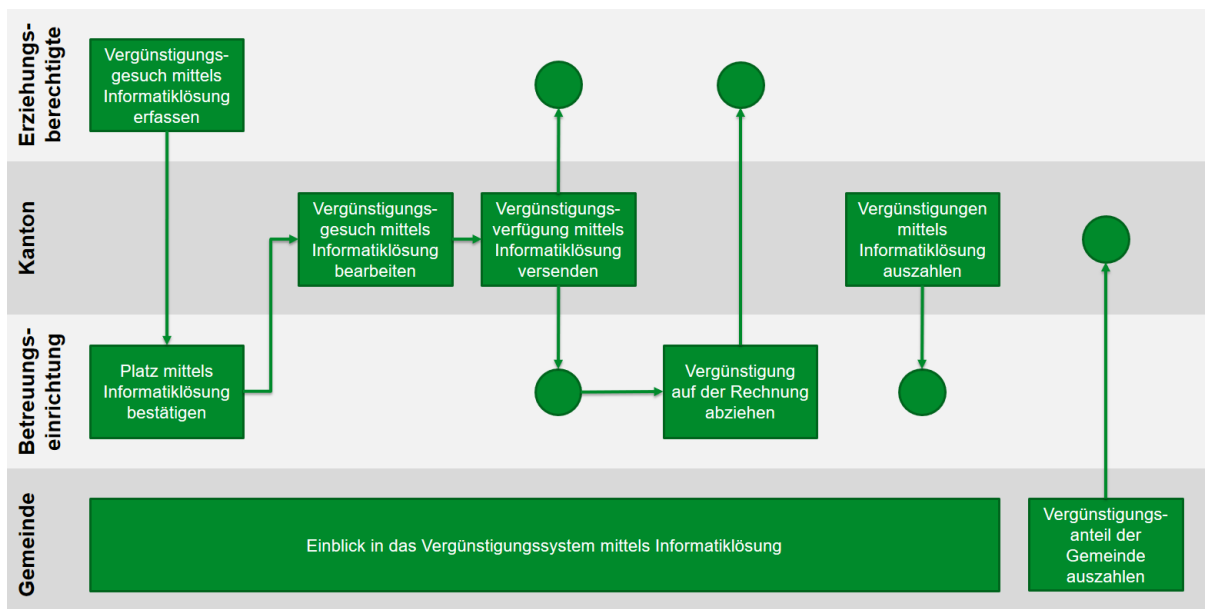 Erziehungs-
berechtigte
Vergünstigungs-
gesuch mittels
Informatiklösung
erfassen
Kanton
Vergünstigungs-
gesuch mittels
Informatiklösung
bearbeiten
Vergünstigungs-
verfügung mittels
Informatiklösung
versenden
Vergünstigungen
mittels
Informatiklösung
auszahlen
Betreuungs-
einrichtung
Platz mittels
Informatiklösung
bestätigen
Vergünstigung
auf der Rechnung
abziehen
Gemeinde
Einblick in das Vergünstigungssystem mittels Informatiklösung
Vergünstigungs-
anteil der
Gemeinde
auszahlen